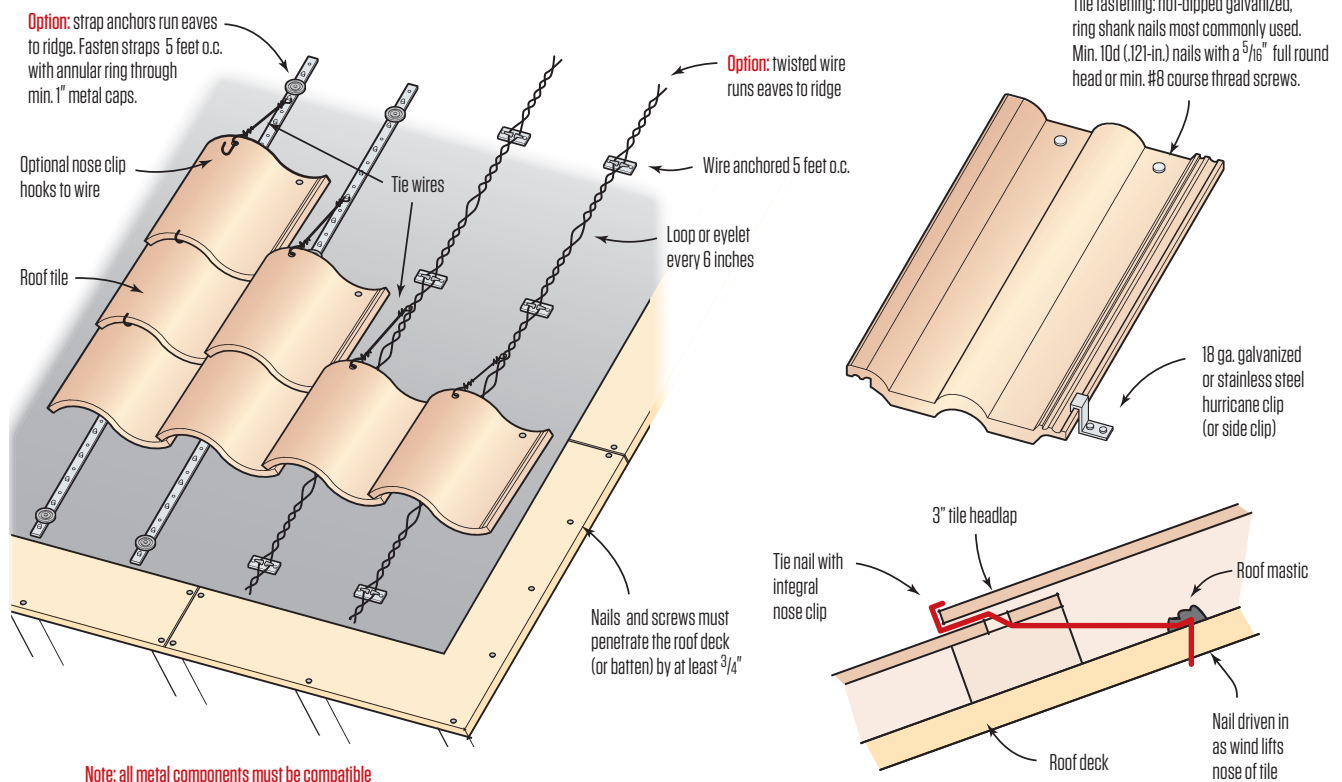 Option: strap anchors run eaves
to ridge. Fasten straps 5 feet o.c.
with annular ring through
min. 1" metal caps.
Optional nose clip
hooks to wire
Roof tile
Tie wires
Option: twisted wire
runs eaves to ridge
Wire anchored 5 feet o.c.
Loop or eyelet
every 6 inches
Nails and screws must
penetrate the roof deck
(or batten) by at least 3/4"
Note: all metal components must be compatible
Tile fastening: hot-dipped galvanized,
ring shank nails most commonly used.
Min. 10d (.121-in.) nails with a 5/16" full round
head or min. #8 course thread screws.
18 ga. galvanized
or stainless steel
hurricane clip
(or side clip)
3" tile headlap
Tie nail with
integral
nose clip
Roof mastic
Roof deck
Nail driven in
as wind lifts
nose of tile